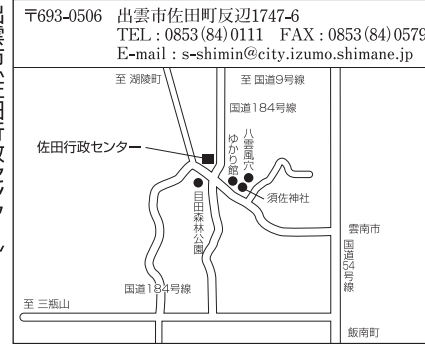 〒693-0506 出雲市佐田町反辺1747-6
TEL : 0853(84)0111 FAX : 0853(84)0579
E-mail : s-shimin@city.izumo.shimane.jp
至 湖陵町
至 国道9号線
国道184号線
佐田行政センター
八雲風穴
ゆかり館
須佐神社
目田森林公園
雲南市
国道54号線
国道184号線
至 三瓶山
飯南町